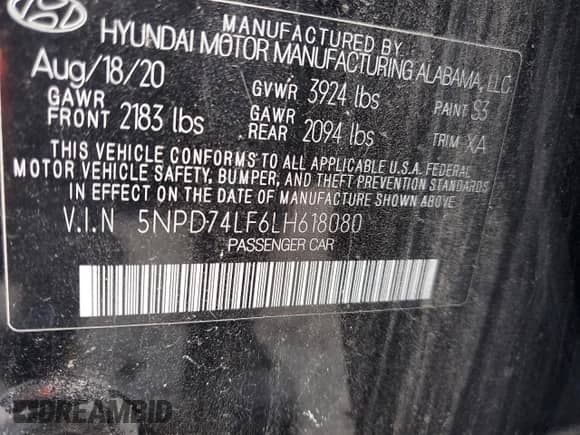 MANUFACTURED BY
HYUNDAI MOTOR MANUFACTURING ALABAMA, LLC
Aug/18/20 GVWR 3924 lbs PAINT S3
GAWR FRONT 2183 lbs GAWR REAR 2094 lbs TRIM XA
THIS VEHICLE CONFORMS TO ALL APPLICABLE U.S.A. FEDERAL
MOTOR VEHICLE SAFETY, BUMPER, AND THEFT PREVENTION STANDARDS
IN EFFECT ON THE DATE OF MANUFACTURE SHOWN ABOVE.
V.I.N 5NPD74LF6LH618080
PASSENGER CAR
DREAMBID